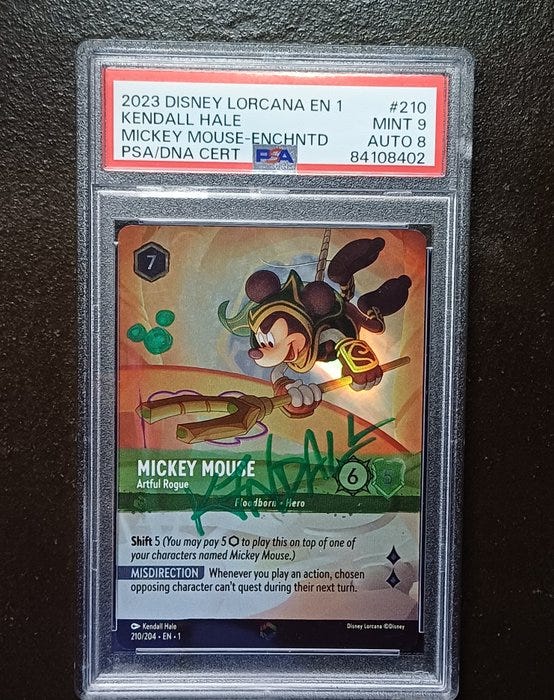 2023 DISNEY LORCANA EN 1 #210
KENDALL HALE MINT 9
MICKEY MOUSE-ENCHNTD AUTO 8
PSA/DNA CERT PSA 84108402
7
MICKEY MOUSE
Artful Rogue
6 5
KENDALL
Floodborn • Hero
Shift 5 (You may pay 5 to play this on top of one
of your characters named Mickey Mouse.)
MISDIRECTION Whenever you play an action, chosen
opposing character can't quest during their next turn.
Kendall Hale
210/204 • EN • 1
Disney Lorcana ©Disney